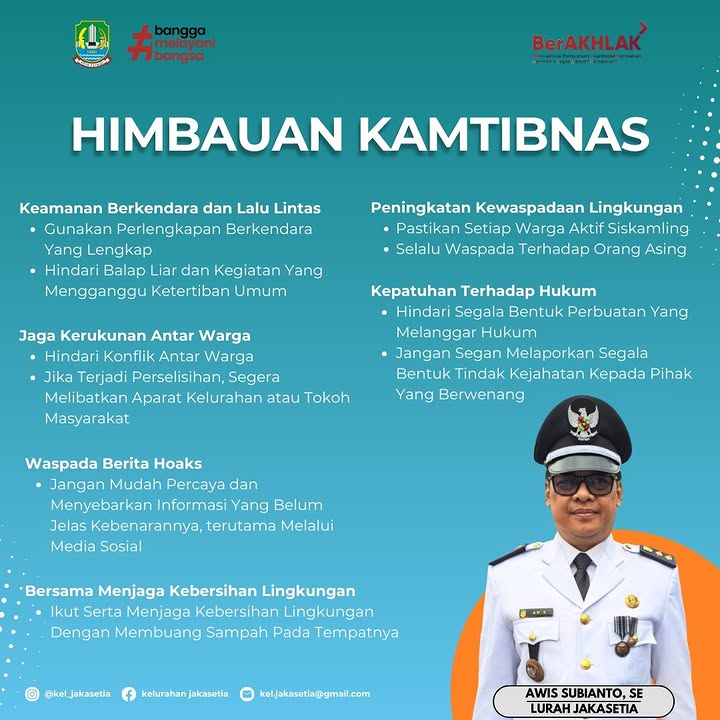 bangga
melayani
bangsa
BerAKHLAK
HIMBAUAN KAMTIBNAS
Keamanan Berkendara dan Lalu Lintas
• Gunakan Perlengkapan Berkendara
Yang Lengkap
• Hindari Balap Liar dan Kegiatan Yang
Mengganggu Ketertiban Umum
Jaga Kerukunan Antar Warga
• Hindari Konflik Antar Warga
• Jika Terjadi Perselisihan, Segera
Melibatkan Aparat Kelurahan atau Tokoh
Masyarakat
Waspada Berita Hoaks
• Jangan Mudah Percaya dan
Menyebarkan Informasi Yang Belum
Jelas Kebenarannya, terutama Melalui
Media Sosial
Bersama Menjaga Kebersihan Lingkungan
• Ikut Serta Menjaga Kebersihan Lingkungan
Dengan Membuang Sampah Pada Tempatnya
Peningkatan Kewaspadaan Lingkungan
• Pastikan Setiap Warga Aktif Siskamling
• Selalu Waspada Terhadap Orang Asing
Kepatuhan Terhadap Hukum
• Hindari Segala Bentuk Perbuatan Yang
Melanggar Hukum
• Jangan Segan Melaporkan Segala
Bentuk Tindak Kejahatan Kepada Pihak
Yang Berwenang
AWIS
@kel_jakasetia
kelurahan jakasetia
kel.jakasetia@gmail.com
AWIS SUBIANTO, SE
LURAH JAKASETIA